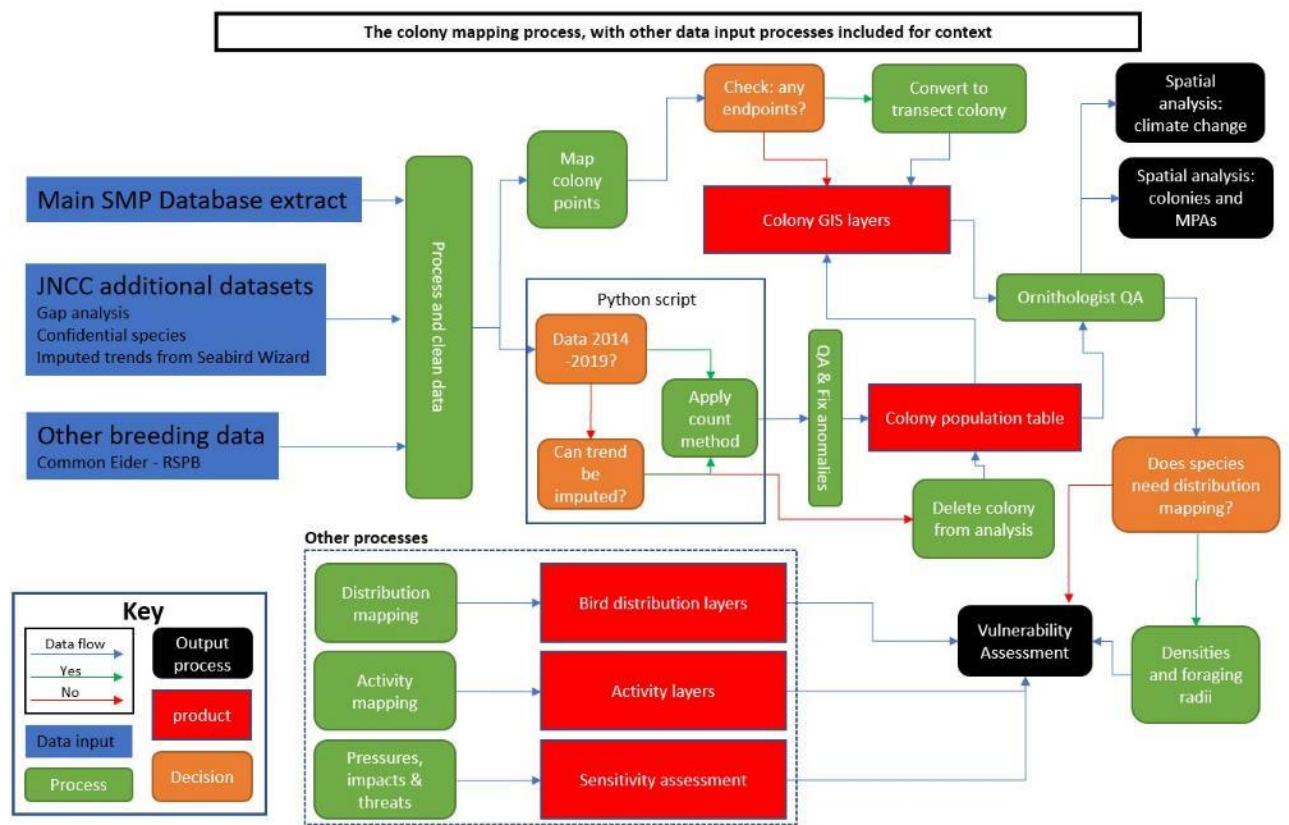 The colony mapping process, with other data input processes included for context
Main SMP Database extract
JNCC additional datasets
Gap analysis
Confidential species
Imputed trends from Seabird Wizard
Other breeding data
Common Eider - RSPB
Process and clean data
Map
colony
points
Check: any
endpoints?
Convert to
transect colony
Colony GIS layers
Spatial
analysis:
climate change
Spatial analysis:
colonies and
MPAs
Python script
Data 2014
-2019?
Can trend
be
imputed?
Apply
count
method
QA & Fix anomalies
Colony population table
Delete colony
from analysis
Ornithologist QA
Does species
need distribution
mapping?
Densities
and foraging
radii
Vulnerability
Assessment
Other processes
Distribution
mapping
Bird distribution layers
Activity
mapping
Activity layers
Pressures,
impacts &
threats
Sensitivity assessment
Key
Data flow
Yes
No
Output
process
product
Data input
Process
Decision